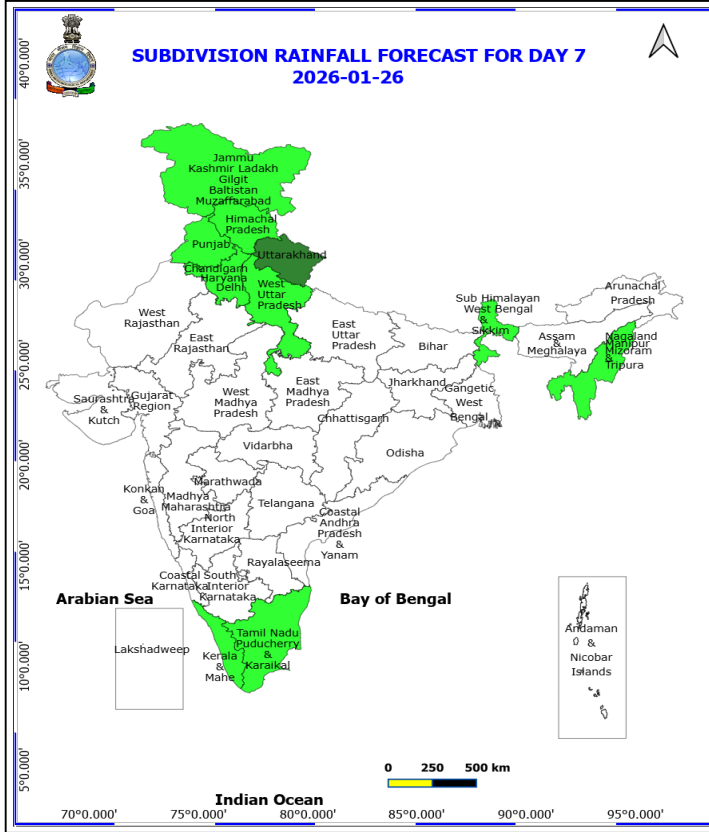 SUBDIVISION RAINFALL FORECAST FOR DAY 7
2026-01-26
40°0.000'
35°0.000'
30°0.000'
25°0.000'
20°0.000'
15°0.000'
10°0.000'
5°0.000'
Jammu
Kashmir Ladakh
Gilgit
Baltistan
Muzaffarabad
Himachal
Pradesh
Punjab
Uttarakhand
Chandigarh
Haryana
Delhi
West
Uttar
Pradesh
Arunachal
Pradesh
Sub Himalayan
West Bengal
&
Sikkim
West
Rajasthan
East
Rajasthan
East
Uttar
Pradesh
Bihar
Assam
&
Meghalaya
Nagaland
Manipur
Mizoram
&
Tripura
Saurashtra
&
Kutch
Gujarat
Region
West
Madhya
Pradesh
East
Madhya
Pradesh
Jharkhand
Gangetic
West
Bengal
Chhattisgarh
Vidarbha
Odisha
Konkan
&
Goa
Marathwada
Madhya
Maharashtra
North
Interior
Karnataka
Telangana
Coastal
Andhra
Pradesh
&
Yanam
Rayalaseema
Coastal
Karnataka
South
Interior
Karnataka
Arabian Sea
Bay of Bengal
Lakshadweep
Kerala
&
Mahe
Tamil Nadu
Puducherry
&
Karaikal
Andaman
&
Nicobar
Islands
0 250 500 km
Indian Ocean
70°0.000' 75°0.000' 80°0.000' 85°0.000' 90°0.000' 95°0.000'